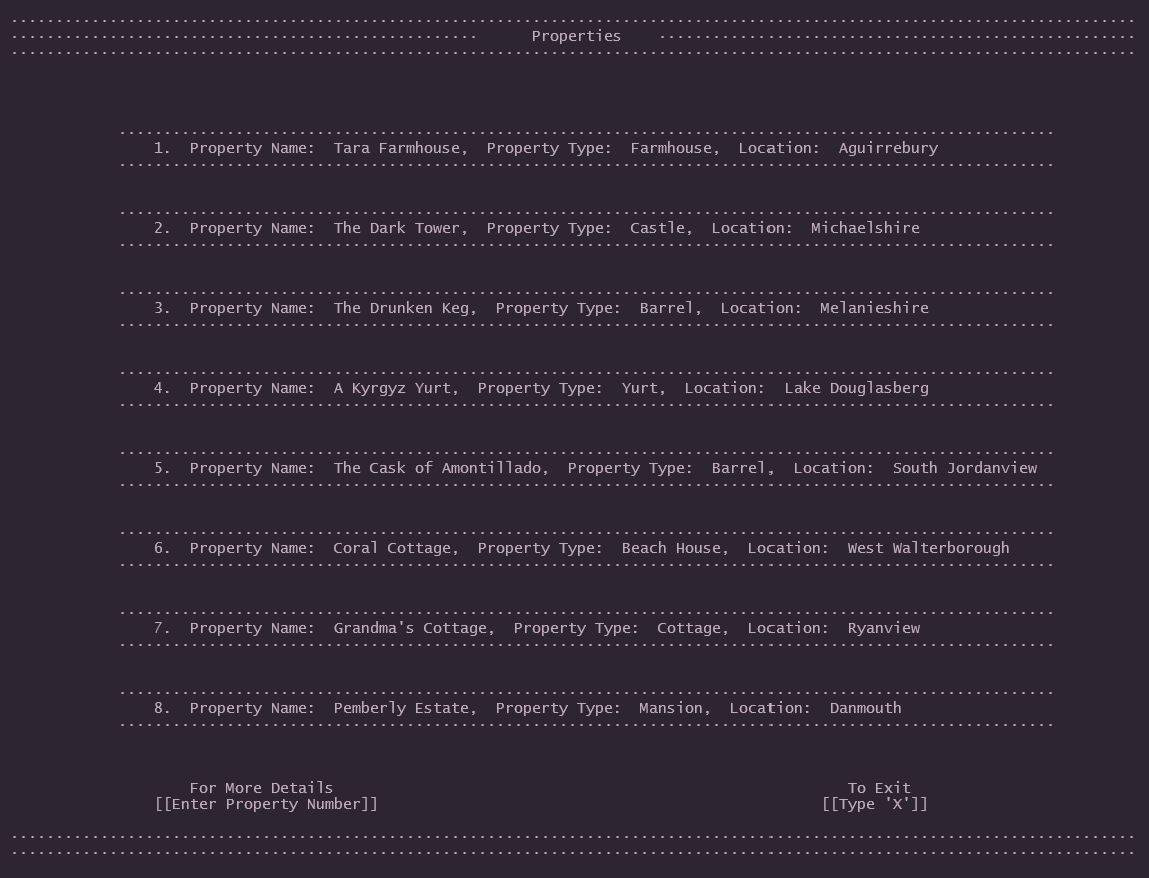 Properties
1. Property Name: Tara Farmhouse, Property Type: Farmhouse, Location: Aguirrebury
2. Property Name: The Dark Tower, Property Type: Castle, Location: Michaelshire
3. Property Name: The Drunken Keg, Property Type: Barrel, Location: Melanieshire
4. Property Name: A Kyrgyz Yurt, Property Type: Yurt, Location: Lake Douglasberg
5. Property Name: The Cask of Amontillado, Property Type: Barrel, Location: South Jordanview
6. Property Name: Coral Cottage, Property Type: Beach House, Location: West Walterborough
7. Property Name: Grandma's Cottage, Property Type: Cottage, Location: Ryanview
8. Property Name: Pemberly Estate, Property Type: Mansion, Location: Danmouth
For More Details To Exit
[[Enter Property Number]] [[Type 'X']]